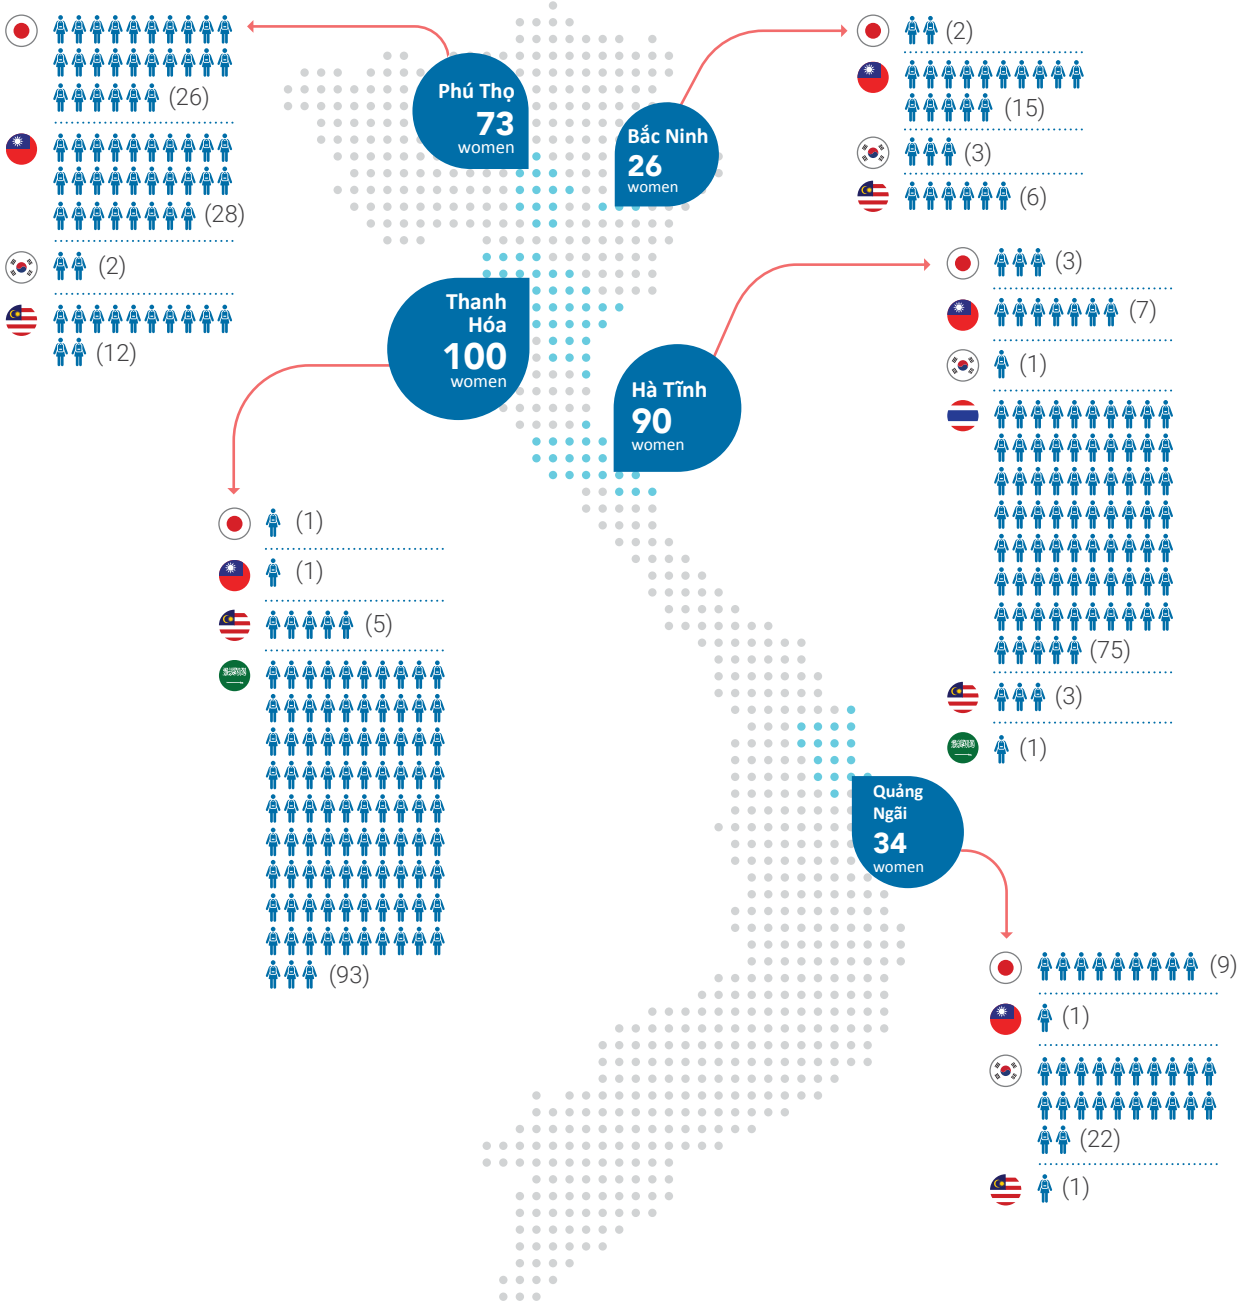 (26)
(28)
(2)
(12)
Phú Thọ
73
women
Bắc Ninh
26
women
(2)
(15)
(3)
(6)
Thanh
Hóa
100
women
Hà Tĩnh
90
women
(3)
(7)
(1)
(75)
(3)
(1)
(1)
(1)
(5)
(93)
Quảng
Ngãi
34
women
(9)
(1)
(22)
(1)